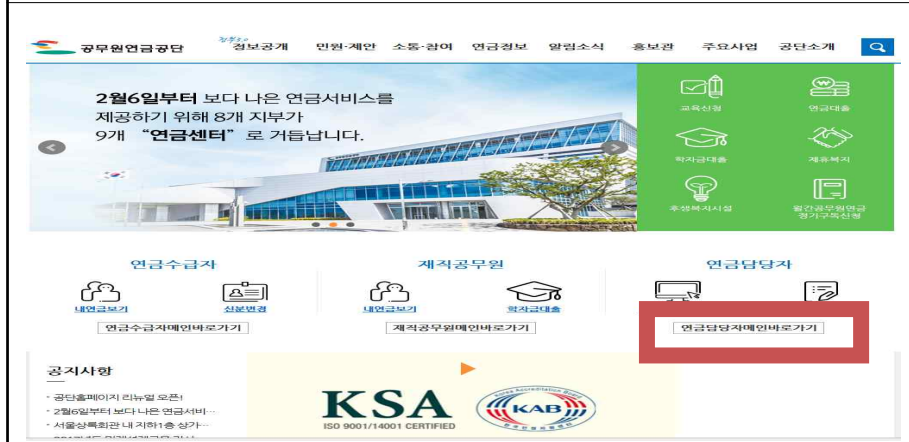 공무원연금공단
정부3.0
정보공개 민원·제안 소통·참여 연금정보 알림소식 홍보관 주요사업 공단소개
2월6일부터 보다 나은 연금서비스를
제공하기 위해 8개 지부가
9개 “연금센터”로 거듭납니다.
교육신청 연금대출
학자금대출 제휴복지
후생복지시설 월간공무원연금
정기구독신청
연금수급자 재직공무원 연금담당자
내연금보기 신분변경 내연금보기 학자금대출
연금수급자메인바로가기 재직공무원메인바로가기 연금담당자메인바로가기
공지사항
· 공단홈페이지 리뉴얼 오픈!
· 2월6일부터 보다 나은 연금서비…
· 서울상록회관 내 지하1층 상가…
KSA
ISO 9001/14001 CERTIFIED
Korea Accreditation Board
KAB